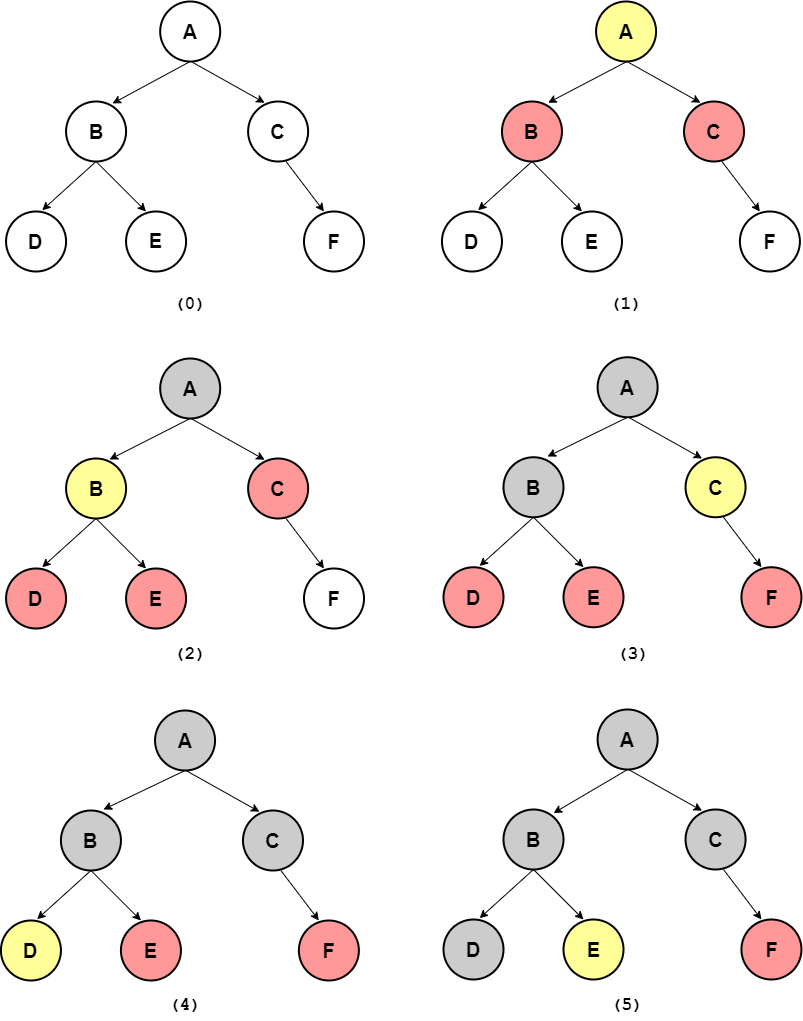 A A
B C B C
D E F D E F
(0) (1)
A A
B C B C
D E F D E F
(2) (3)
A A
B C B C
D E F D E F
(4) (5)